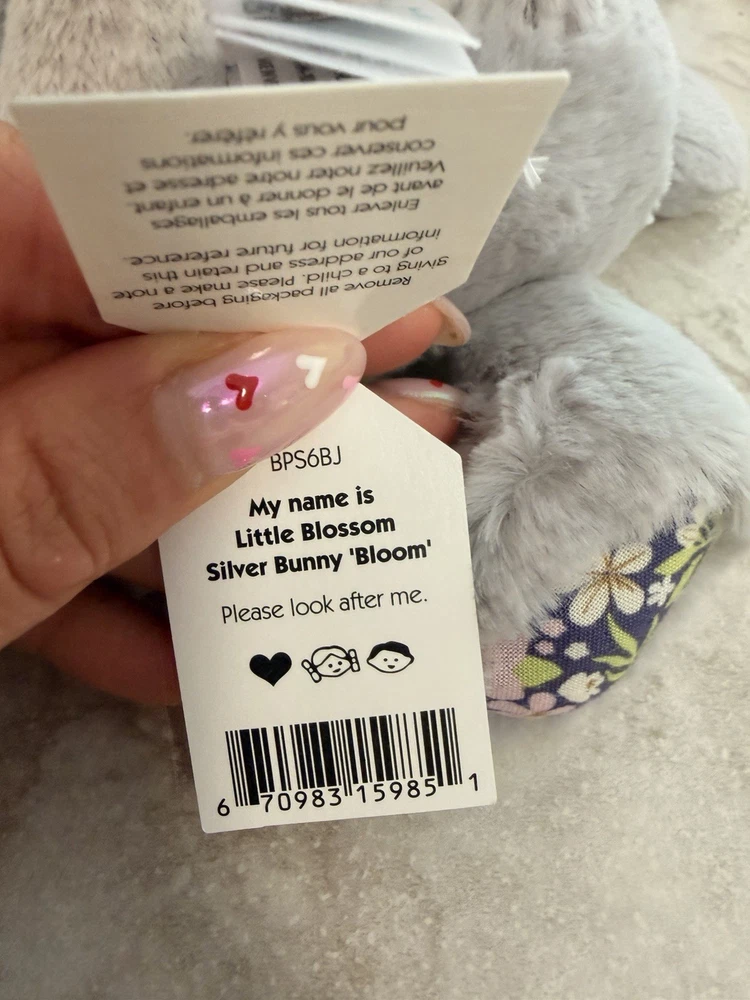 Remove all packaging before
giving to a child. Please make a note
of our address and retain this
information for future reference.
Enlever tous les emballages
avant de le donner à un enfant.
Veuillez noter notre adresse et
conserver ces informations
pour vous y référer.
BPS6BJ
My name is
Little Blossom
Silver Bunny 'Bloom'
Please look after me.
6 70983 15985 1